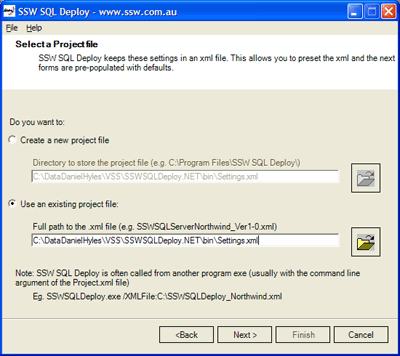 SSW SQL Deploy - www.ssw.com.au
File Help
Select a Project file
SSW SQL Deploy keeps these settings in an xml file. This allows you to preset the xml and the next
forms are pre-populated with defaults.
Do you want to:
Create a new project file
Directory to store the project file (e.g. C:\Program Files\SSW SQL Deploy\)
C:\DataDanielHyles\VSS\SSWSQLDeploy.NET\bin\Settings.xml
Use an existing project file:
Full path to the .xml file (e.g. SSWSQLServerNorthwind_Ver1-0.xml)
C:\DataDanielHyles\VSS\SSWSQLDeploy.NET\bin\Settings.xml
Note: SSW SQL Deploy is often called from another program exe (usually with the command line
argument of the Project.xml file)
Eg. SSWSQLDeploy.exe /XMLFile:C:\SSWSQLDeploy_Northwind.xml
<Back Next > Finish Cancel